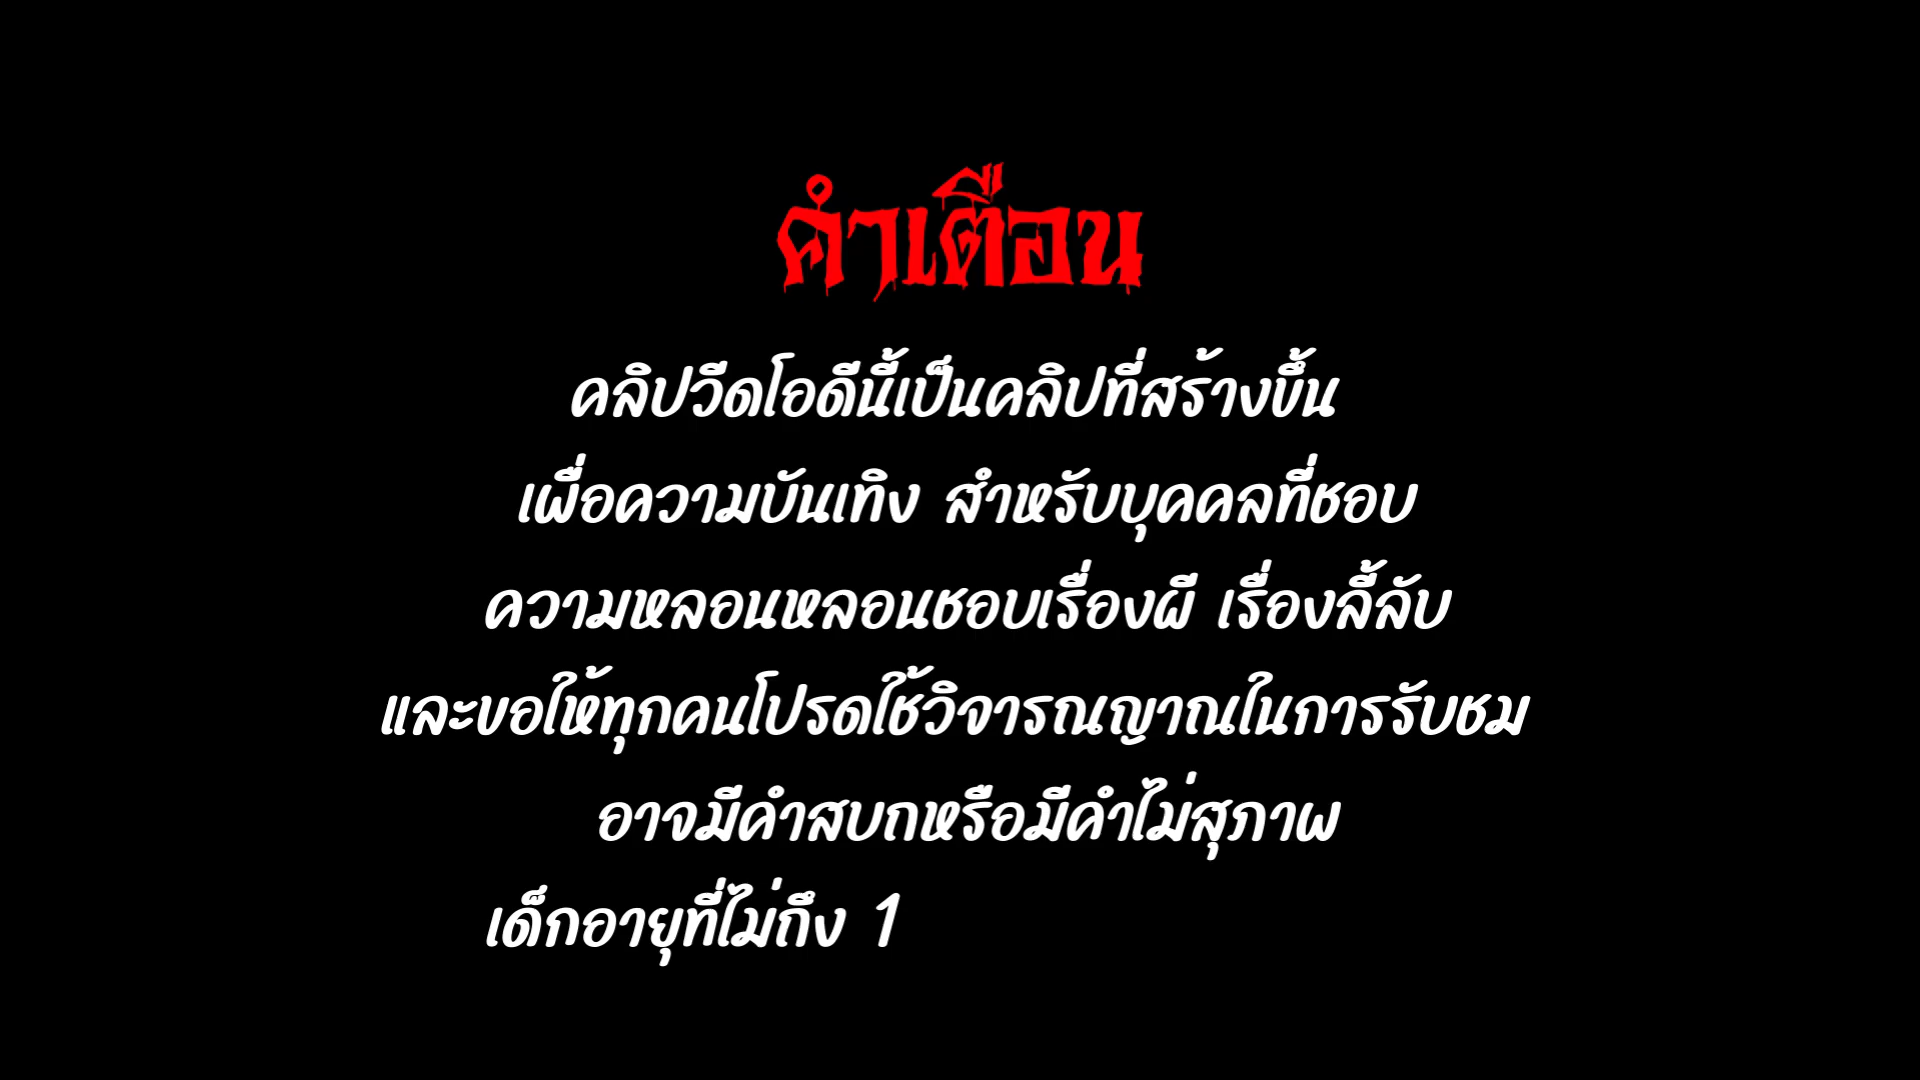 คำเตือน
คลิปวีดโอดีนี้เป็นคลิปที่สร้างขึ้น
เพื่อความบันเทิง สำหรับบุคคลที่ชอบ
ความหลอนหลอนชอบเรื่องผี เรื่องลี้ลับ
และขอให้ทุกคนโปรดใช้วิจารณญาณในการรับชม
อาจมีคำสบถหรือมีคำไม่สุภาพ
เด็กอายุที่ไม่ถึง 1